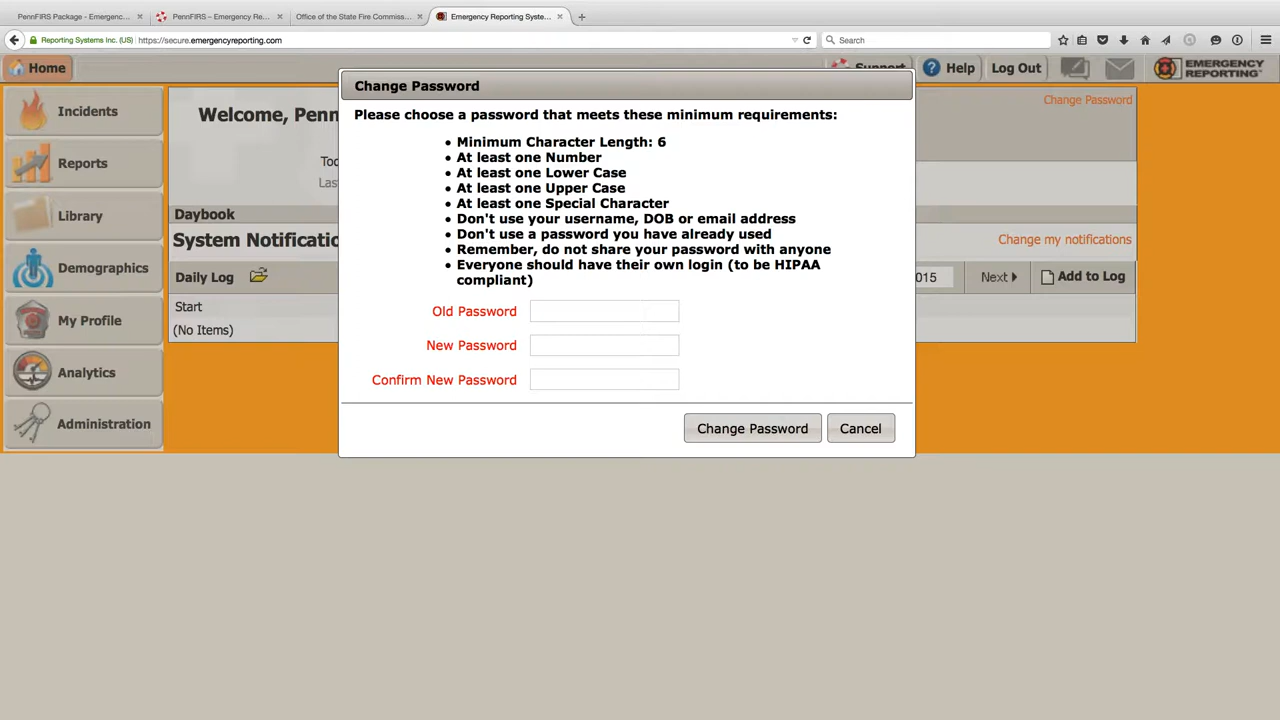 PennFIRS Package - Emergenc...
PennFIRS – Emergency Re...
Office of the State Fire Commiss...
Emergency Reporting Syste...
Reporting Systems Inc. (US)
https://secure.emergencyreporting.com
Search
Home
Support
Help
Log Out
EMERGENCY
REPORTING
Incidents
Reports
Library
Demographics
My Profile
Analytics
Administration
Welcome, Penn
Change Password
Daybook
System Notificatio
Change my notifications
Daily Log
015
Next
Add to Log
Start
(No Items)
Change Password
Please choose a password that meets these minimum requirements:
• Minimum Character Length: 6
• At least one Number
• At least one Lower Case
• At least one Upper Case
• At least one Special Character
• Don't use your username, DOB or email address
• Don't use a password you have already used
• Remember, do not share your password with anyone
• Everyone should have their own login (to be HIPAA
compliant)
Old Password
New Password
Confirm New Password
Change Password
Cancel